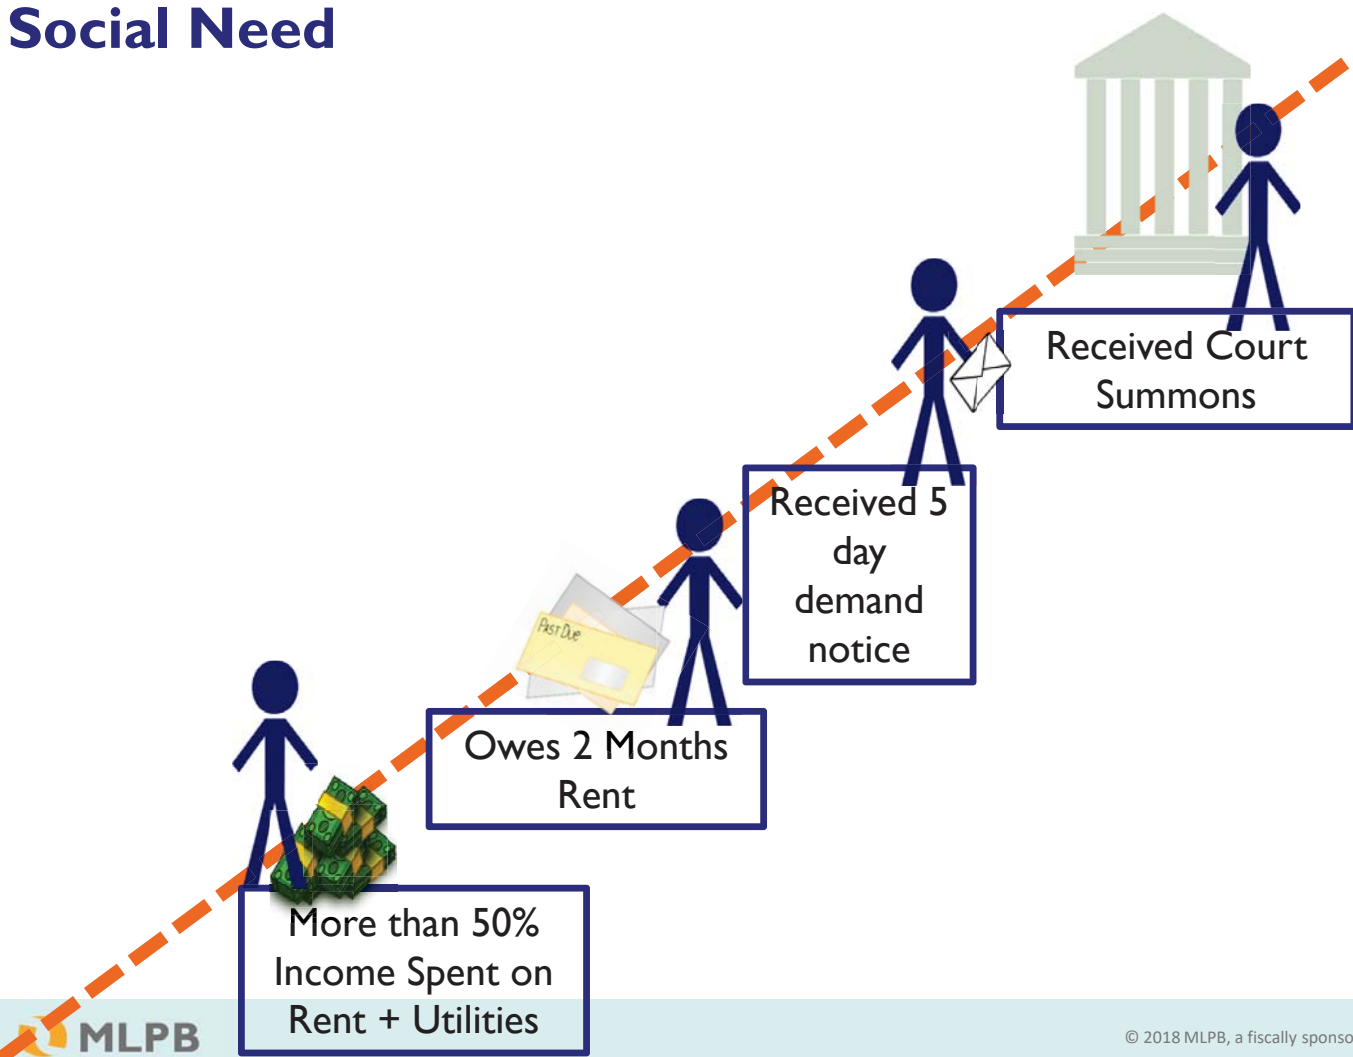 Social Need
Received Court
Summons
Received 5
day
demand
notice
Past Due
Owes 2 Months
Rent
More than 50%
Income Spent on
Rent + Utilities
MLPB
© 2018 MLPB, a fiscally sponso